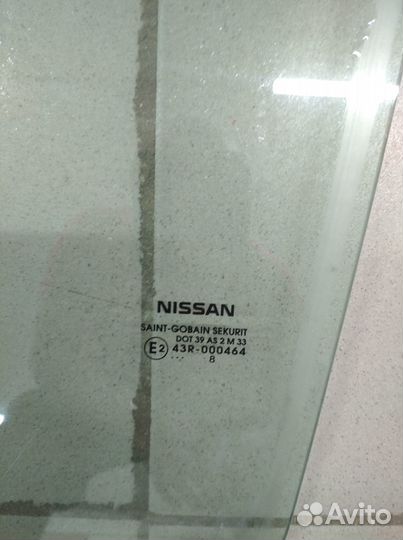 NISSAN
SAINT-GOBAIN SEKURIT
DOT 39 AS 2 M 33
E2 43R-000464
... 8
Avito